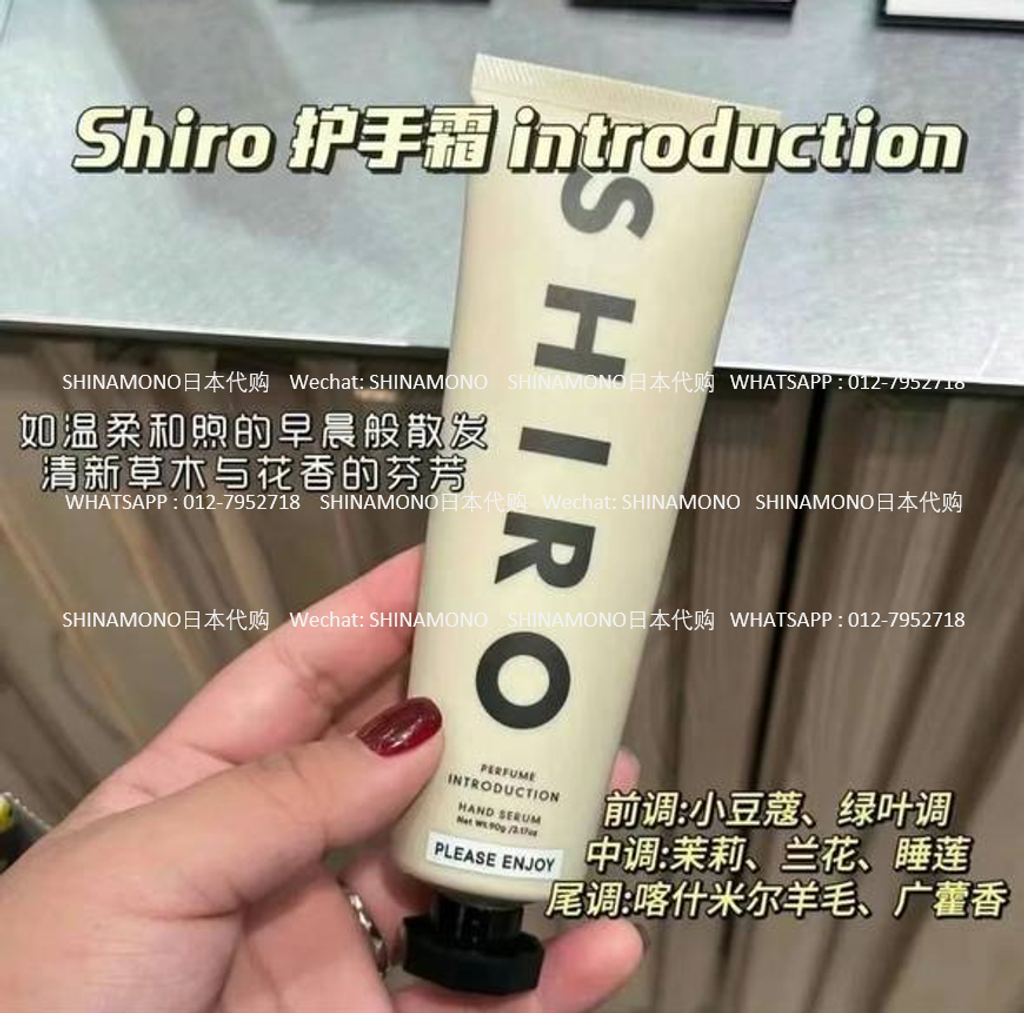 Shiro 护手霜 introduction
SHIRO
SHINAMONO日本代购 Wechat: SHINAMONO SHINAMONO日本代购 WHATSAPP : 012-7952718
如温柔和煦的早晨般散发
清新草木与花香的芬芳
WHATSAPP : 012-7952718 SHINAMONO日本代购 Wechat: SHINAMONO SHINAMONO日本代购
SHINAMONO日本代购 Wechat: SHINAMONO SHINAMONO日本代购 WHATSAPP : 012-7952718
PERFUME
INTRODUCTION
HAND SERUM
Net Wt.90g /3.17oz
PLEASE ENJOY
前调:小豆蔻、绿叶调
中调:茉莉、兰花、睡莲
尾调:喀什米尔羊毛、广藿香